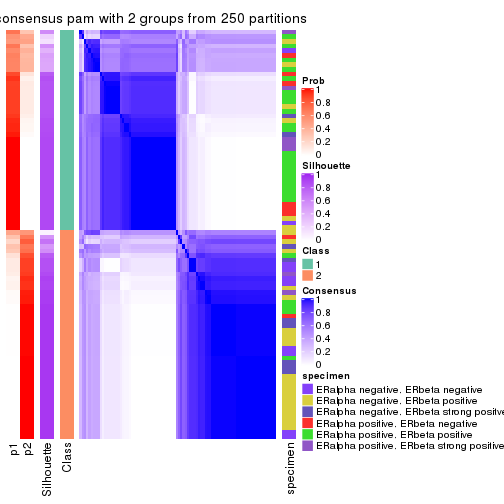 consensus pam with 2 groups from 250 partitions
Prob
1
0.8
0.6
0.4
0.2
0
Silhouette
1
0.8
0.6
0.4
0.2
0
Class
1
2
Consensus
1
0.8
0.6
0.4
0.2
0
specimen
ERalpha negative. ERbeta negative
ERalpha negative. ERbeta positive
ERalpha negative. ERbeta strong positive
ERalpha positive. ERbeta negative
ERalpha positive. ERbeta positive
ERalpha positive. ERbeta strong positive
p1
p2
Silhouette
Class
specimen